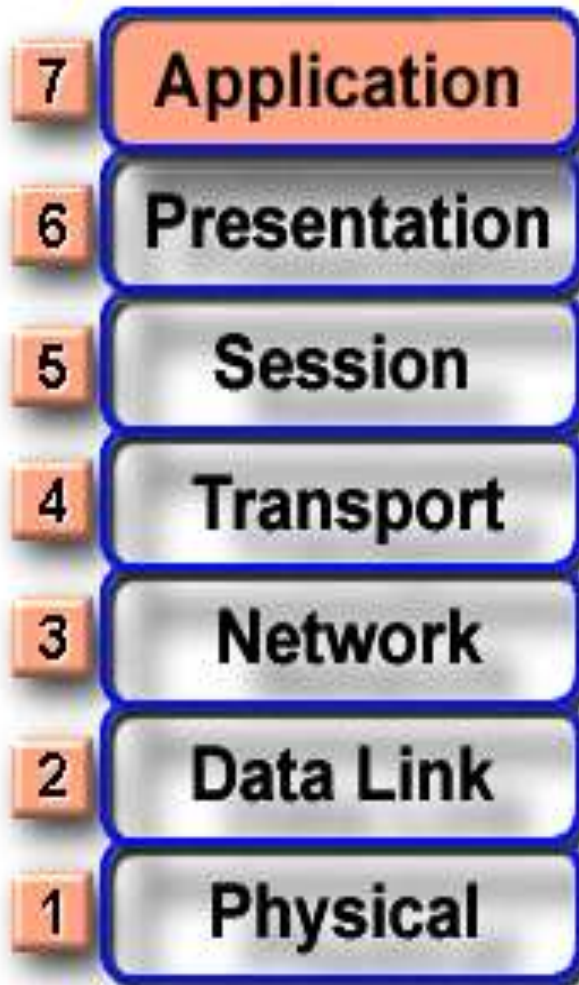 7 Application
6 Presentation
5 Session
4 Transport
3 Network
2 Data Link
1 Physical